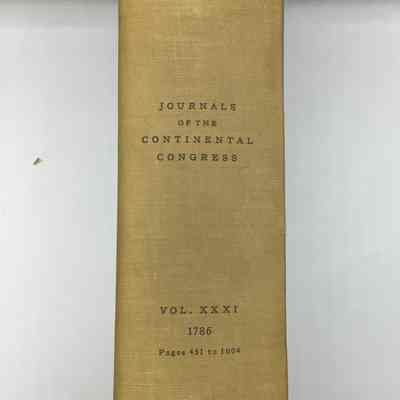 JOURNALS
OF THE
CONTINENTAL
CONGRESS
VOL. XXXI
1786
Pages 451 to 1004